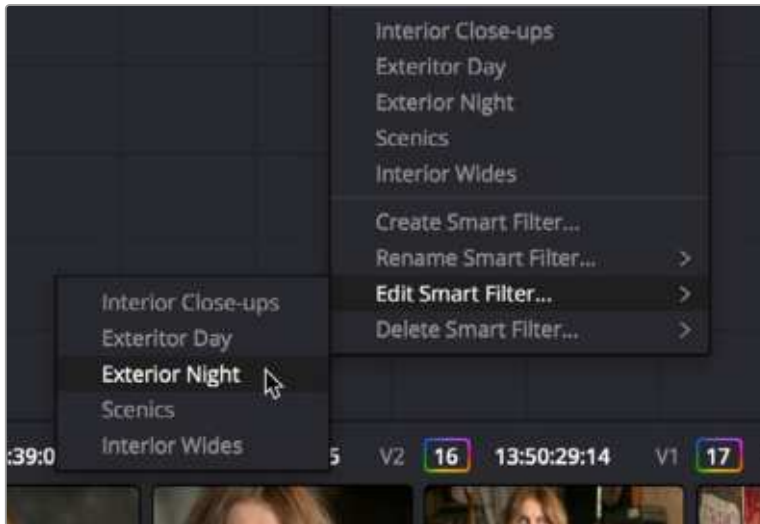 Interior Close-ups
Exteritor Day
Exterior Night
Scenics
Interior Wides
Create Smart Filter...
Rename Smart Filter... >
Edit Smart Filter... >
Delete Smart Filter... >
Interior Close-ups
Exteritor Day
Exterior Night
Scenics
Interior Wides
:39:0 5 V2 16 13:50:29:14 V1 17